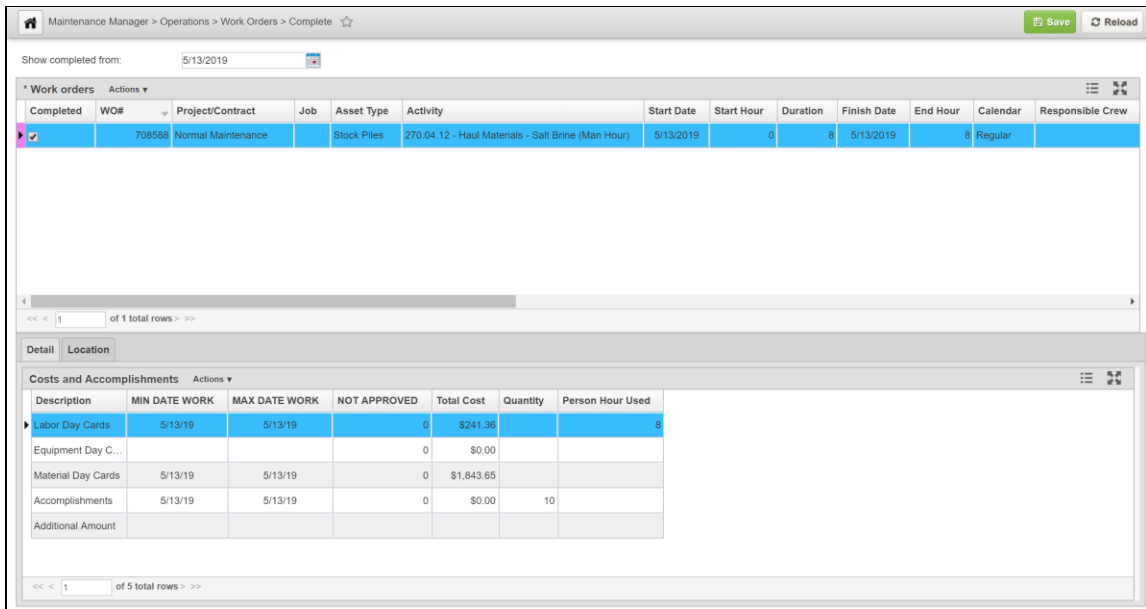 Maintenance Manager > Operations > Work Orders > Complete Save Reload
Show completed from: 5/13/2019
* Work orders Actions
Completed WO# Project/Contract Job Asset Type Activity Start Date Start Hour Duration Finish Date End Hour Calendar Responsible Crew
708588 Normal Maintenance Stock Piles 270.04.12 - Haul Materials - Salt Brine (Man Hour) 5/13/2019 0 8 5/13/2019 8 Regular
<< < 1 of 1 total rows > >>
Detail Location
Costs and Accomplishments Actions
Description MIN DATE WORK MAX DATE WORK NOT APPROVED Total Cost Quantity Person Hour Used
Labor Day Cards 5/13/19 5/13/19 0 $241.36 8
Equipment Day C... 0 $0.00
Material Day Cards 5/13/19 5/13/19 0 $1,843.65
Accomplishments 5/13/19 5/13/19 0 $0.00 10
Additional Amount
<< < 1 of 5 total rows > >>